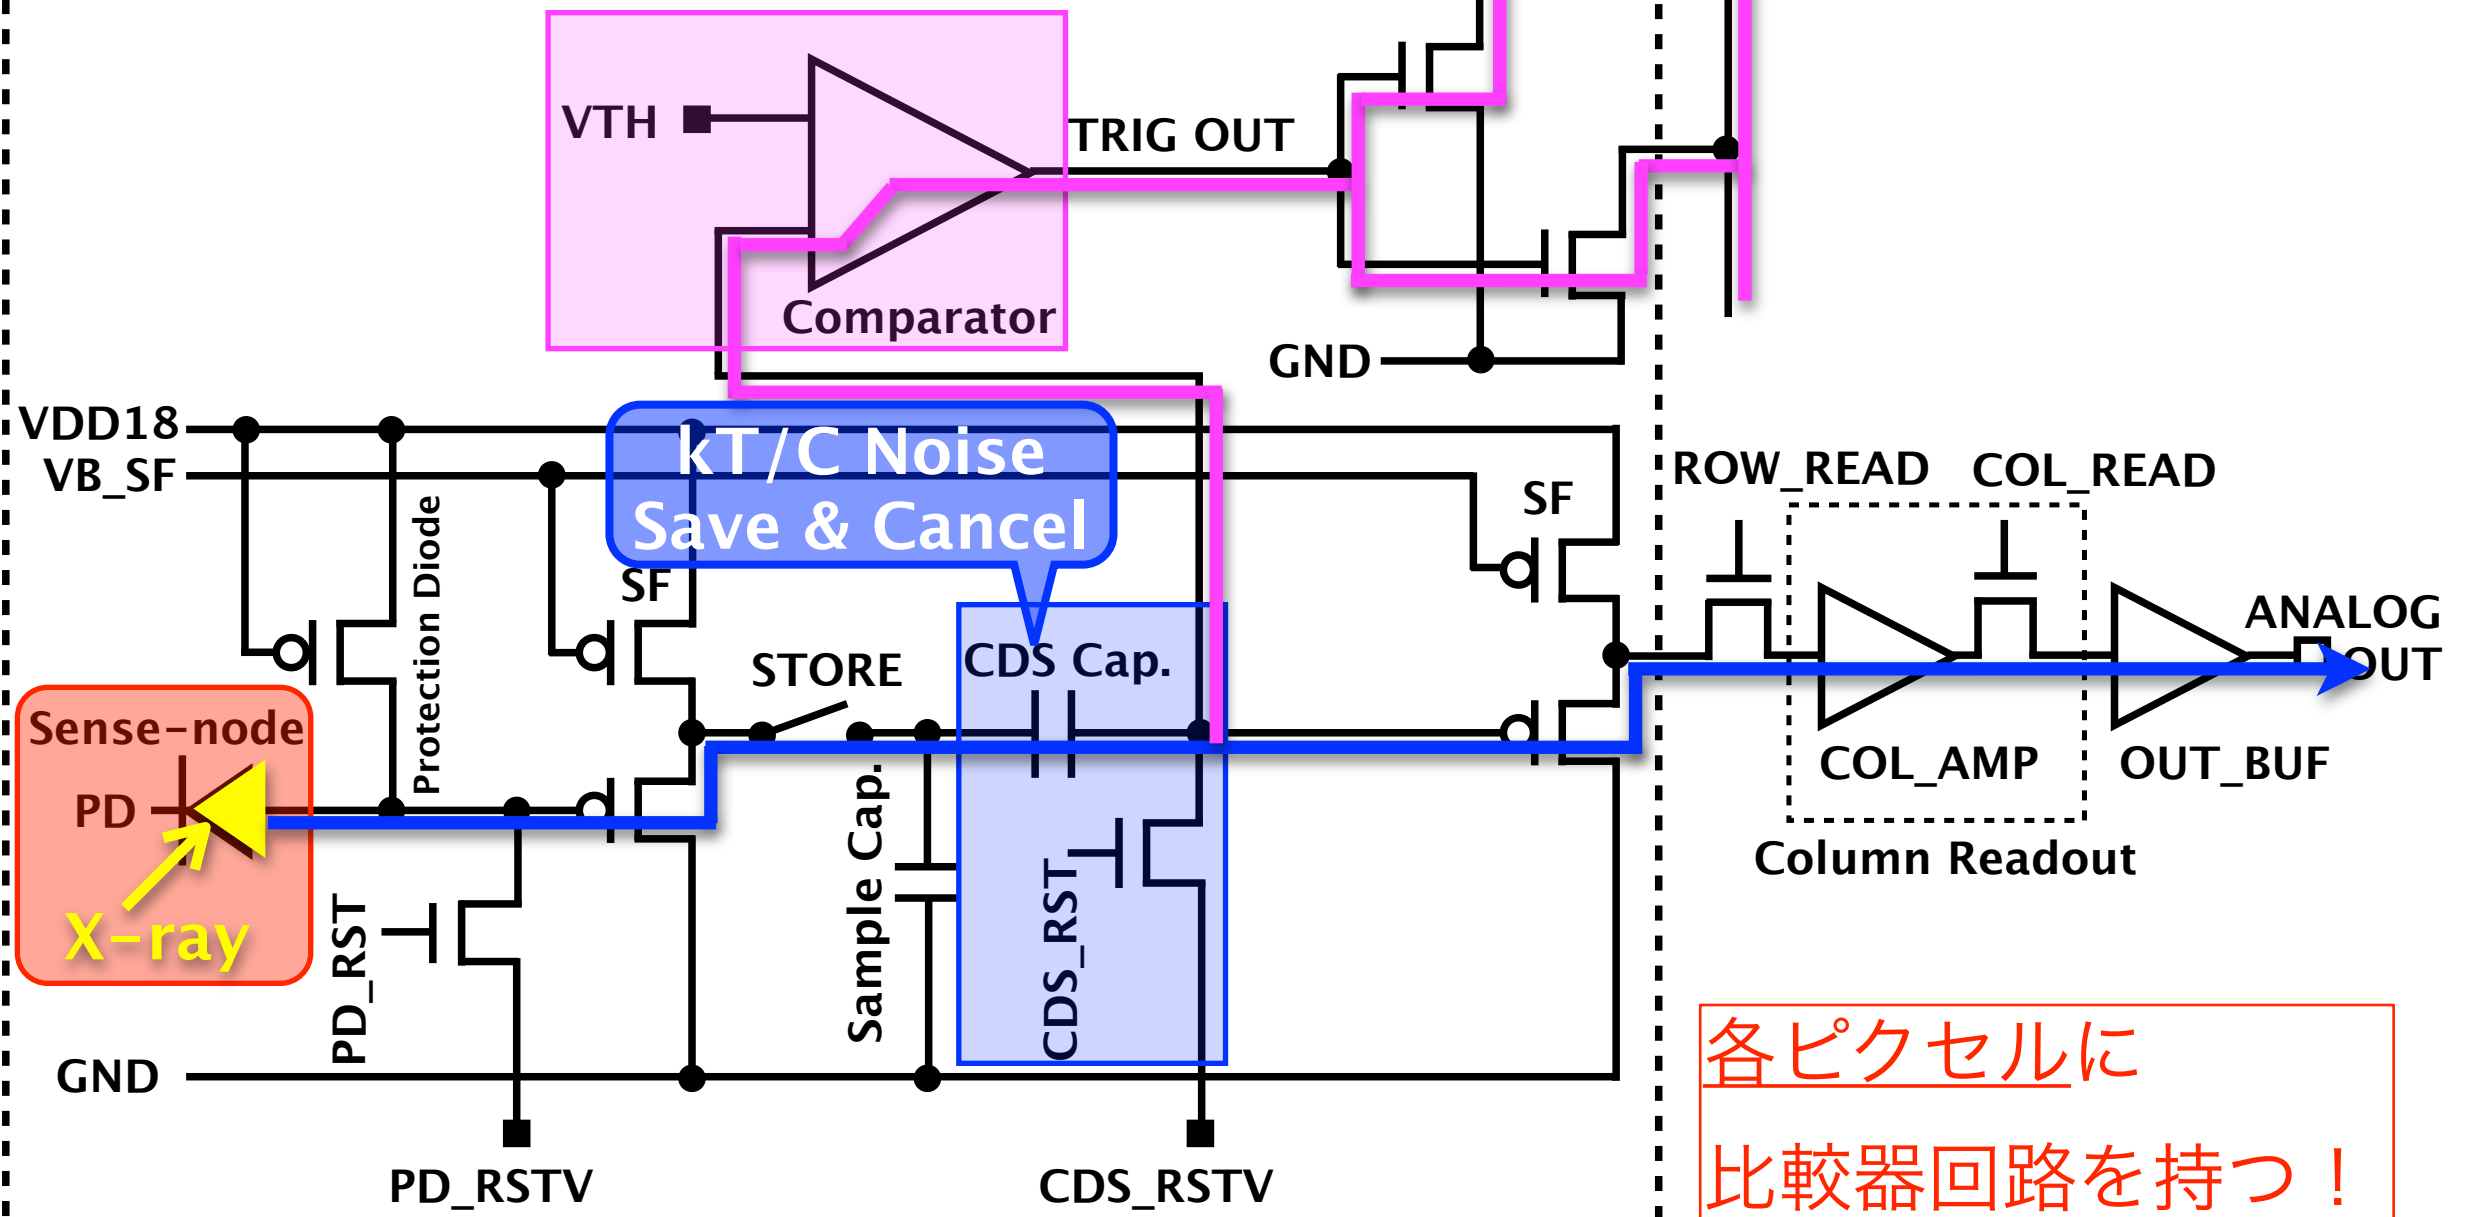 VTH
TRIG OUT
Comparator
GND
VDD18
VB_SF
kT/C Noise
Save & Cancel
Protection Diode
SF
SF
ROW_READ
COL_READ
STORE
CDS Cap.
ANALOG
OUT
Sense-node
PD
X-ray
COL_AMP
OUT_BUF
Column Readout
Sample Cap.
CDS_RST
PD_RST
GND
PD_RSTV
CDS_RSTV
各ピクセルに
比較器回路を持つ！